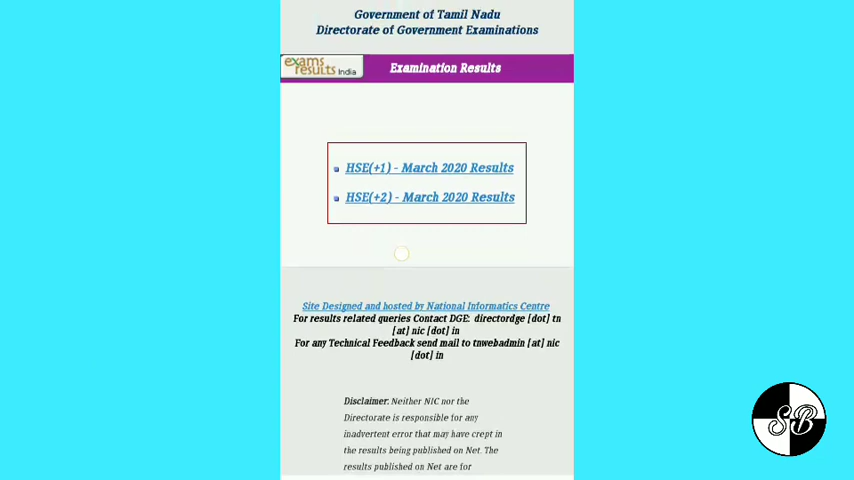 Government of Tamil Nadu
Directorate of Government Examinations
exams results India
Examination Results
HSE(+1) - March 2020 Results
HSE(+2) - March 2020 Results
Site Designed and hosted by National Informatics Centre
For results related queries Contact DGE: directordge [dot] tn
[at] nic [dot] in
For any Technical Feedback send mail to tnwebadmin [at] nic
[dot] in
Disclaimer: Neither NIC nor the
Directorate is responsible for any
inadvertent error that may have crept in
the results being published on Net. The
results published on Net are for
SB